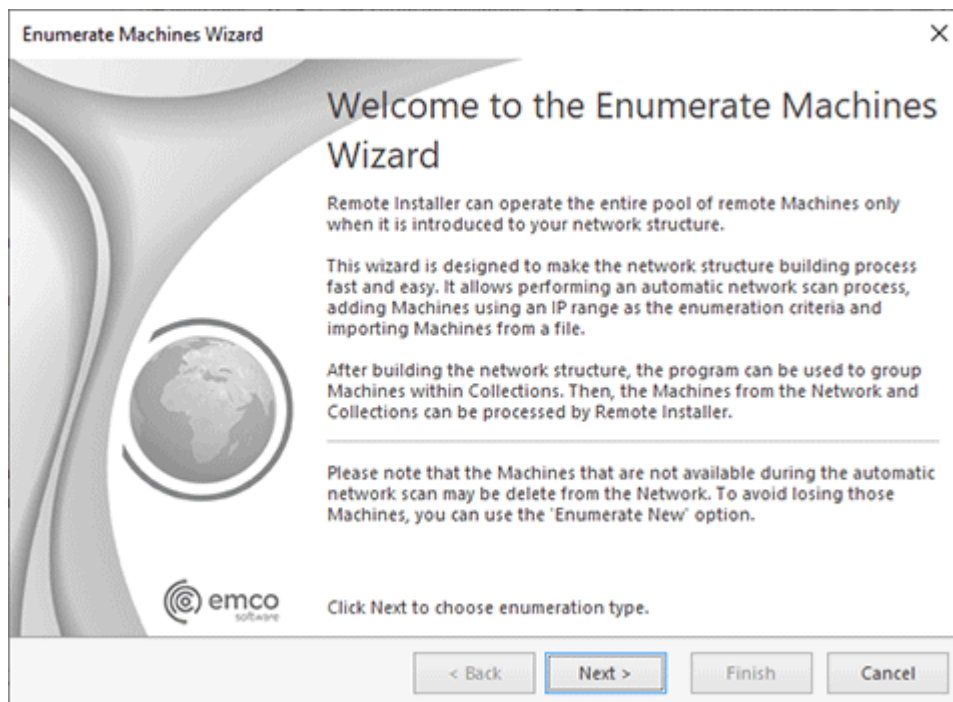 Enumerate Machines Wizard
Welcome to the Enumerate Machines
Wizard
Remote Installer can operate the entire pool of remote Machines only
when it is introduced to your network structure.
This wizard is designed to make the network structure building process
fast and easy. It allows performing an automatic network scan process,
adding Machines using an IP range as the enumeration criteria and
importing Machines from a file.
After building the network structure, the program can be used to group
Machines within Collections. Then, the Machines from the Network and
Collections can be processed by Remote Installer.
Please note that the Machines that are not available during the automatic
network scan may be delete from the Network. To avoid losing those
Machines, you can use the 'Enumerate New' option.
emco
software
Click Next to choose enumeration type.
< Back Next > Finish Cancel